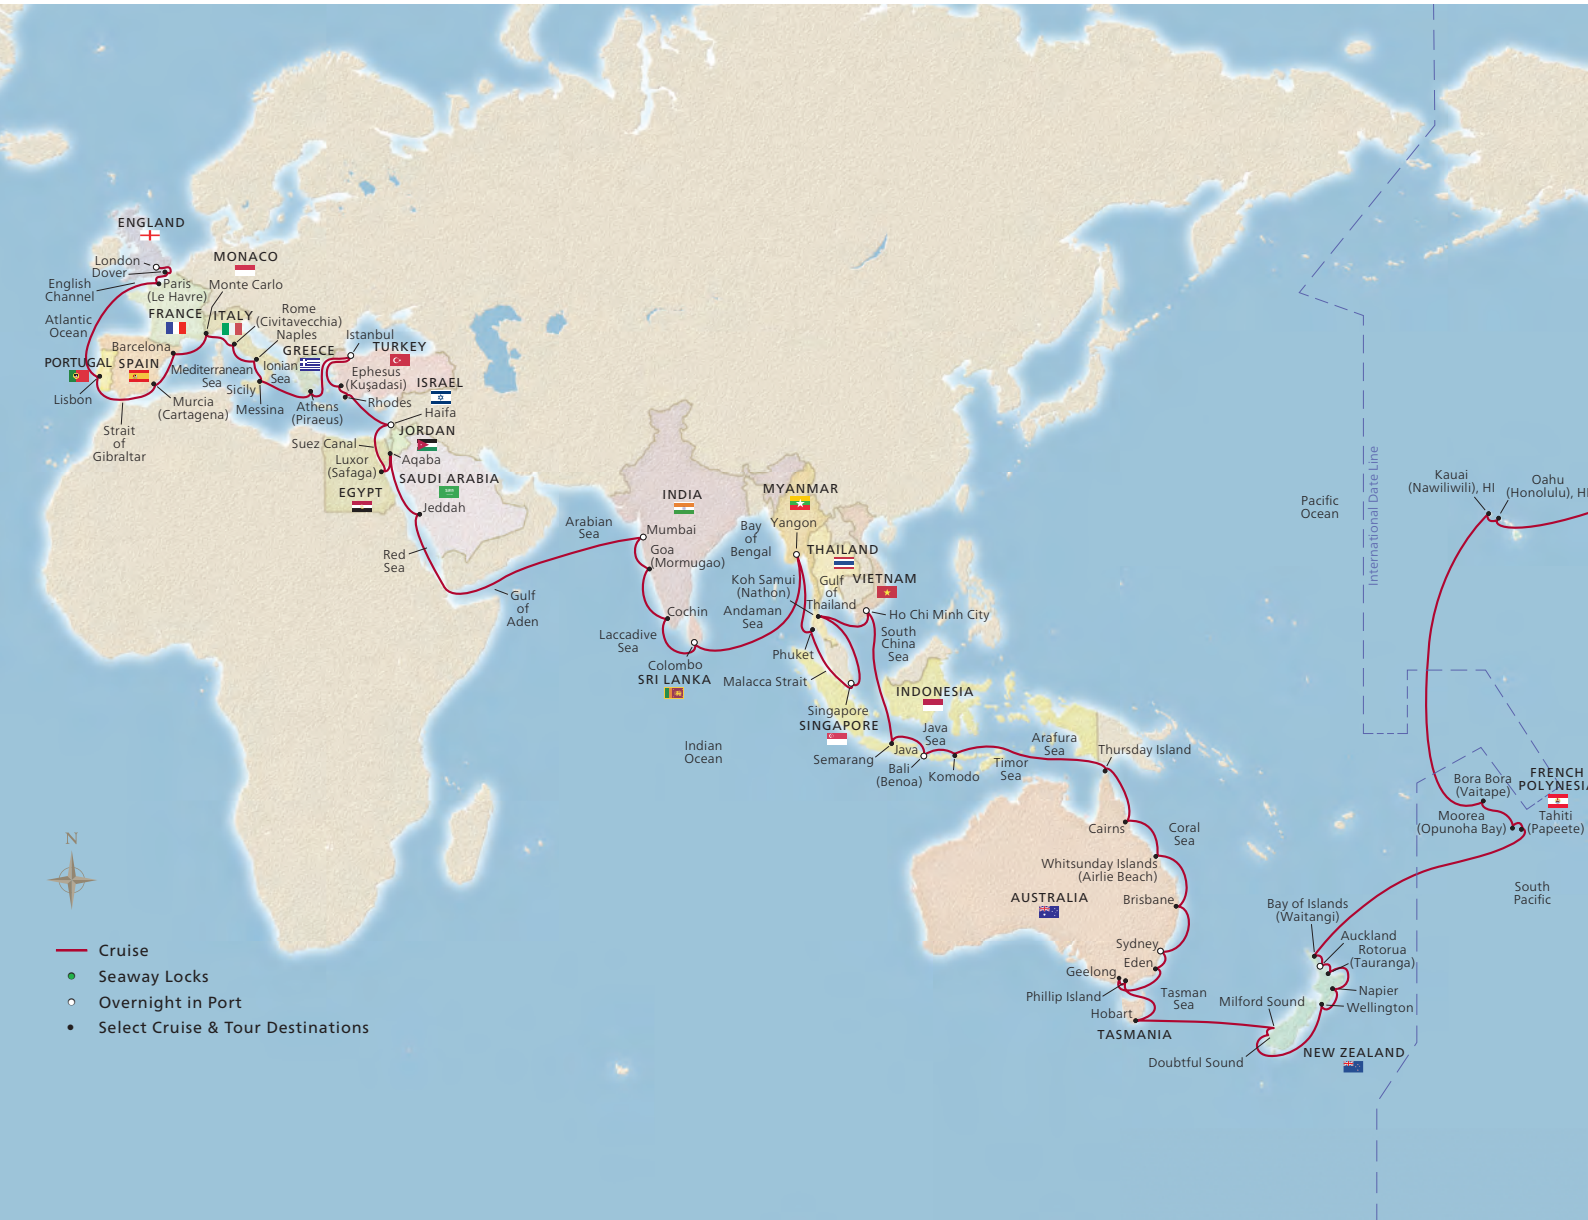 ENGLAND
London
Dover
English
Channel
Paris
(Le Havre)
MONACO
Monte Carlo
Atlantic
Ocean
FRANCE
ITALY
Rome
(Civitavecchia)
Naples
Barcelona
PORTUGAL
SPAIN
Lisbon
Mediterranean
Sea
Murcia
(Cartagena)
Strait
of
Gibraltar
Sicily
Messina
Ionian
Sea
GREECE
Athens
(Piraeus)
Istanbul
TURKEY
Ephesus
(Kuşadasi)
Rhodes
ISRAEL
Haifa
JORDAN
Suez Canal
Luxor
(Safaga)
Aqaba
EGYPT
SAUDI ARABIA
Jeddah
Red
Sea
Gulf
of
Aden
Arabian
Sea
INDIA
Mumbai
Goa
(Mormugao)
Cochin
Laccadive
Sea
Colombo
SRI LANKA
Indian
Ocean
Bay
of
Bengal
MYANMAR
Yangon
THAILAND
Koh Samui
(Nathon)
Gulf
of
Thailand
VIETNAM
Andaman
Sea
Ho Chi Minh City
South
China
Sea
Phuket
Malacca Strait
Singapore
SINGAPORE
INDONESIA
Java
Sea
Semarang
Java
Bali
(Benoa)
Komodo
Timor
Sea
Arafura
Sea
Thursday Island
Cairns
Coral
Sea
Whitsunday Islands
(Airlie Beach)
AUSTRALIA
Brisbane
Sydney
Eden
Geelong
Phillip Island
Hobart
TASMANIA
Tasman
Sea
Milford Sound
Doubtful Sound
NEW ZEALAND
Bay of Islands
(Waitangi)
Auckland
Rotorua
(Tauranga)
Napier
Wellington
Pacific
Ocean
International Date Line
Kauai
(Nawiliwili), HI
Oahu
(Honolulu), HI
Bora Bora
(Vaitape)
FRENCH
POLYNESIA
Moorea
(Opunoha Bay)
Tahiti
(Papeete)
South
Pacific
N
Cruise
Seaway Locks
Overnight in Port
Select Cruise & Tour Destinations